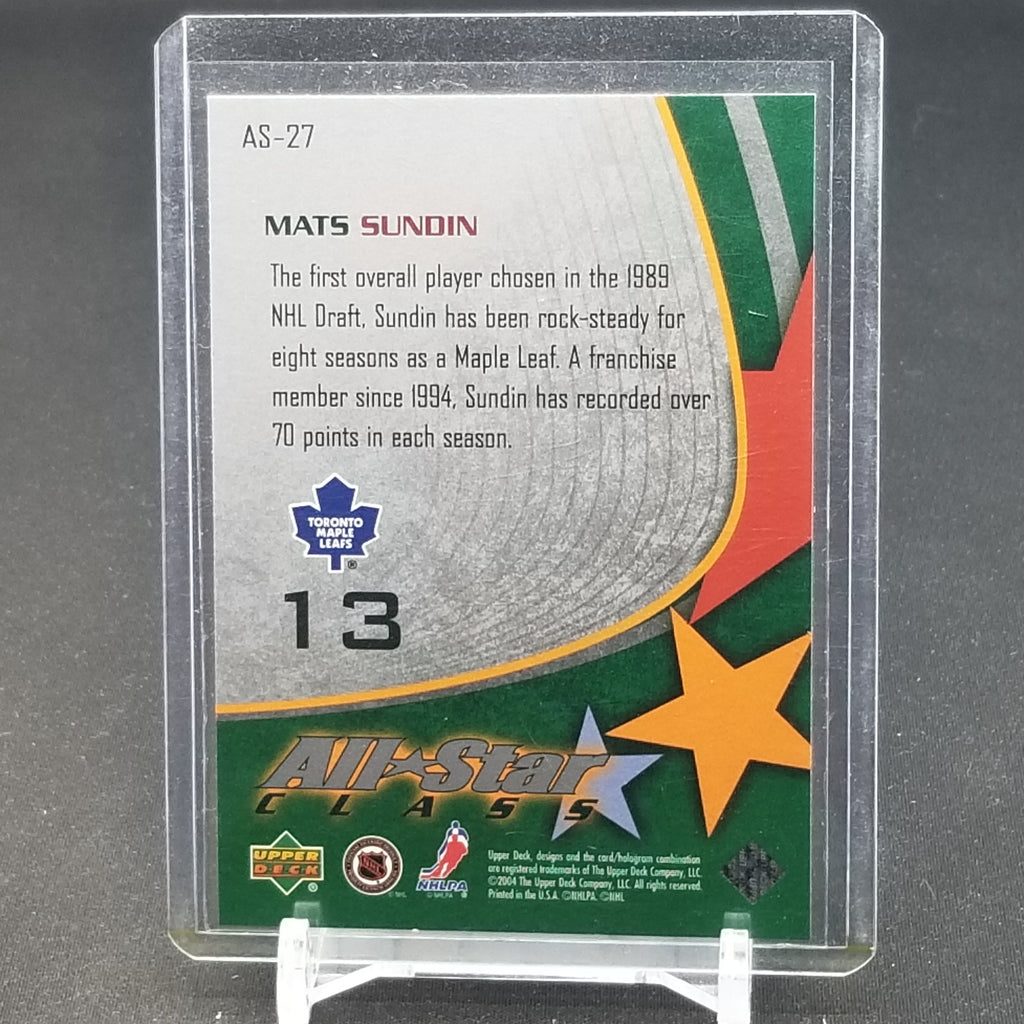 AS-27
MATS SUNDIN
The first overall player chosen in the 1989
NHL Draft, Sundin has been rock-steady for
eight seasons as a Maple Leaf. A franchise
member since 1994, Sundin has recorded over
70 points in each season.
TORONTO
MAPLE
LEAFS
®
13
All★Star
CLASS
UPPER
DECK
®
NHL
© NHL
NHLPA
© NHLPA ®
Upper Deck, designs and the card/hologram combination
are registered trademarks of The Upper Deck Company, LLC.
©2004 The Upper Deck Company, LLC. All rights reserved.
Printed in the U.S.A. ©NHLPA. ©NHL